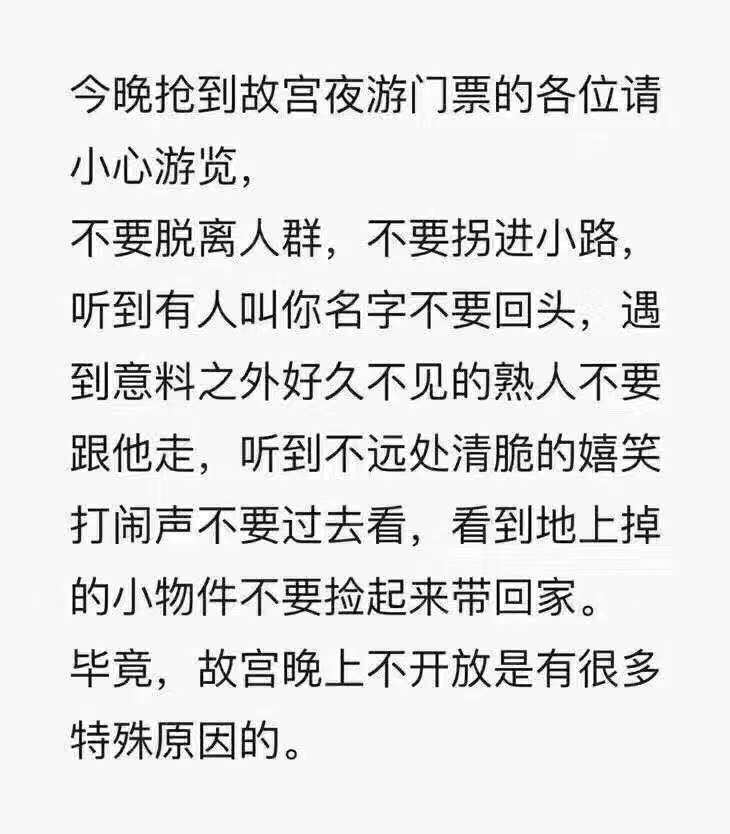 今晚抢到故宫夜游门票的各位请
小心游览，
不要脱离人群，不要拐进小路，
听到有人叫你名字不要回头，遇
到意料之外好久不见的熟人不要
跟他走，听到不远处清脆的嬉笑
打闹声不要过去看，看到地上掉
的小物件不要捡起来带回家。
毕竟，故宫晚上不开放是有很多
特殊原因的。